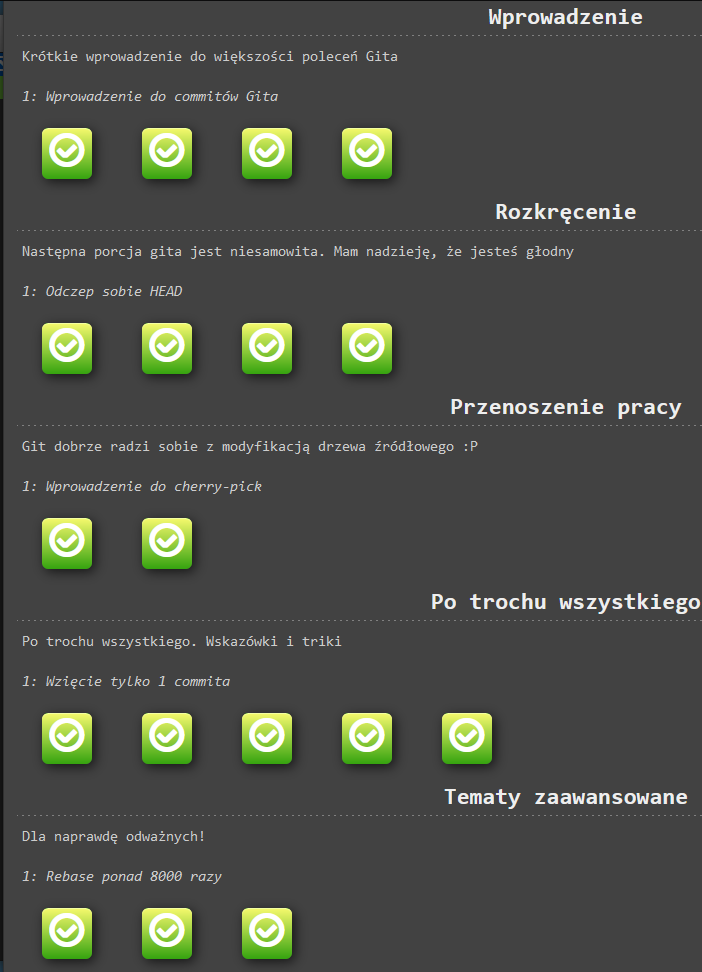 Wprowadzenie
Krótkie wprowadzenie do większości poleceń Gita
1: Wprowadzenie do commitów Gita
Rozkręcenie
Następna porcja gita jest niesamowita. Mam nadzieję, że jesteś głodny
1: Odczep sobie HEAD
Przenoszenie pracy
Git dobrze radzi sobie z modyfikacją drzewa źródłowego :P
1: Wprowadzenie do cherry-pick
Po trochu wszystkiego
Po trochu wszystkiego. Wskazówki i triki
1: Wzięcie tylko 1 commita
Tematy zaawansowane
Dla naprawdę odważnych!
1: Rebase ponad 8000 razy